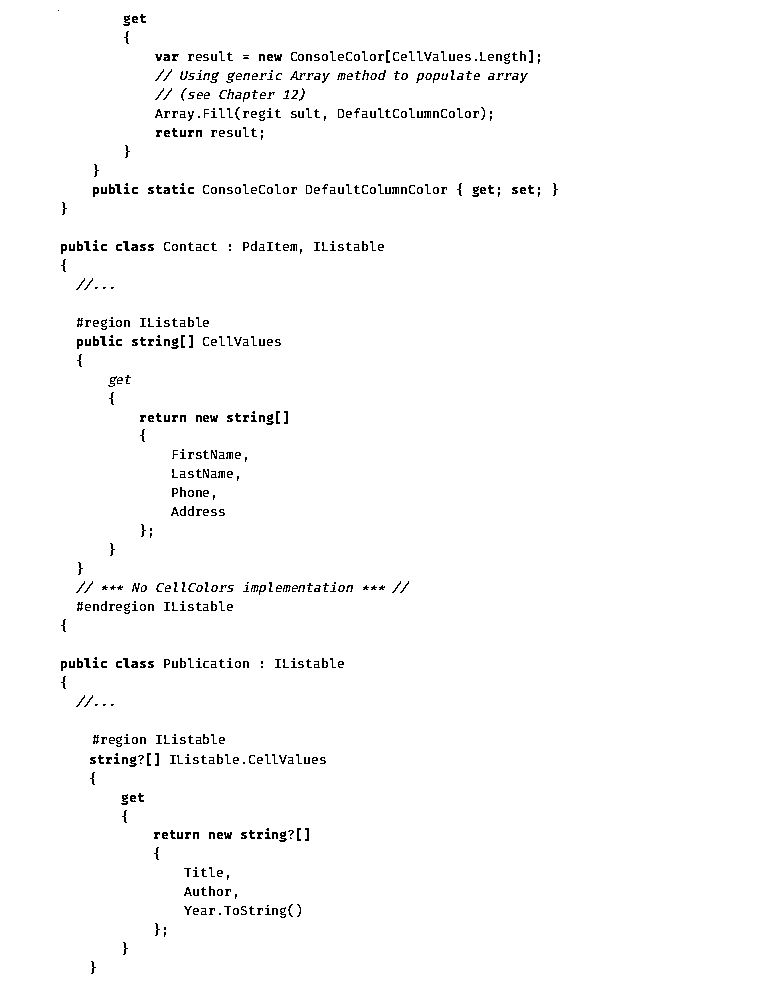 get
{
var result = new ConsoleColor[CellValues.Length];
// Using generic Array method to populate array
// (see Chapter 12)
Array.Fill(regit sult, DefaultColumnColor);
return result;
}
}
public static ConsoleColor DefaultColumnColor { get; set; }
}
public class Contact : PdaItem, IListable
{
//...
#region IListable
public string[] CellValues
{
get
{
return new string[]
{
FirstName,
LastName,
Phone,
Address
};
}
}
// *** No CellColors implementation *** //
#endregion IListable
{
public class Publication : IListable
{
//...
#region IListable
string?[] IListable.CellValues
{
get
{
return new string?[]
{
Title,
Author,
Year.ToString()
};
}
}